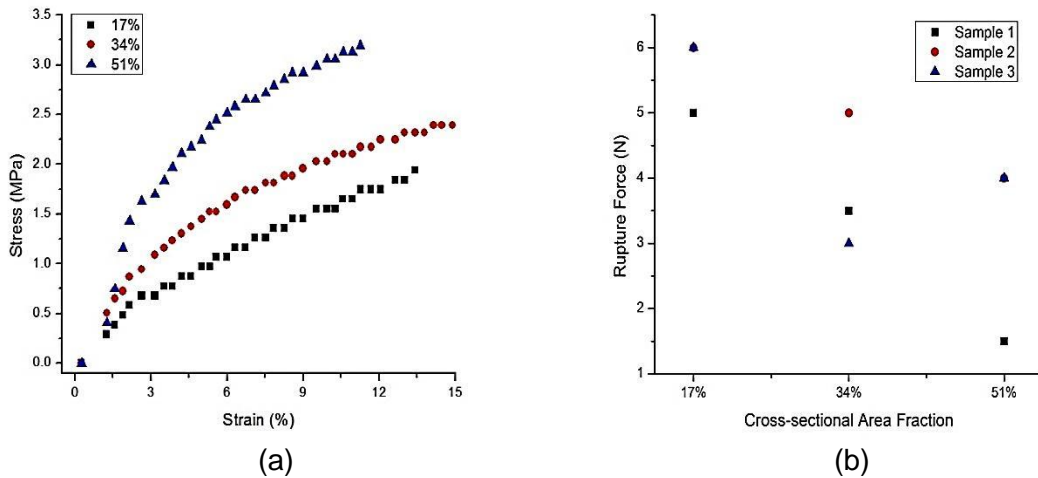 3.5
3.0
2.5
2.0
1.5
1.0
0.5
0.0
Stress (MPa)
17%
34%
51%
0
3
6
9
12
15
Strain (%)
(a)
6
5
4
3
2
1
Rupture Force (N)
Sample 1
Sample 2
Sample 3
17%
34%
51%
Cross-sectional Area Fraction
(b)